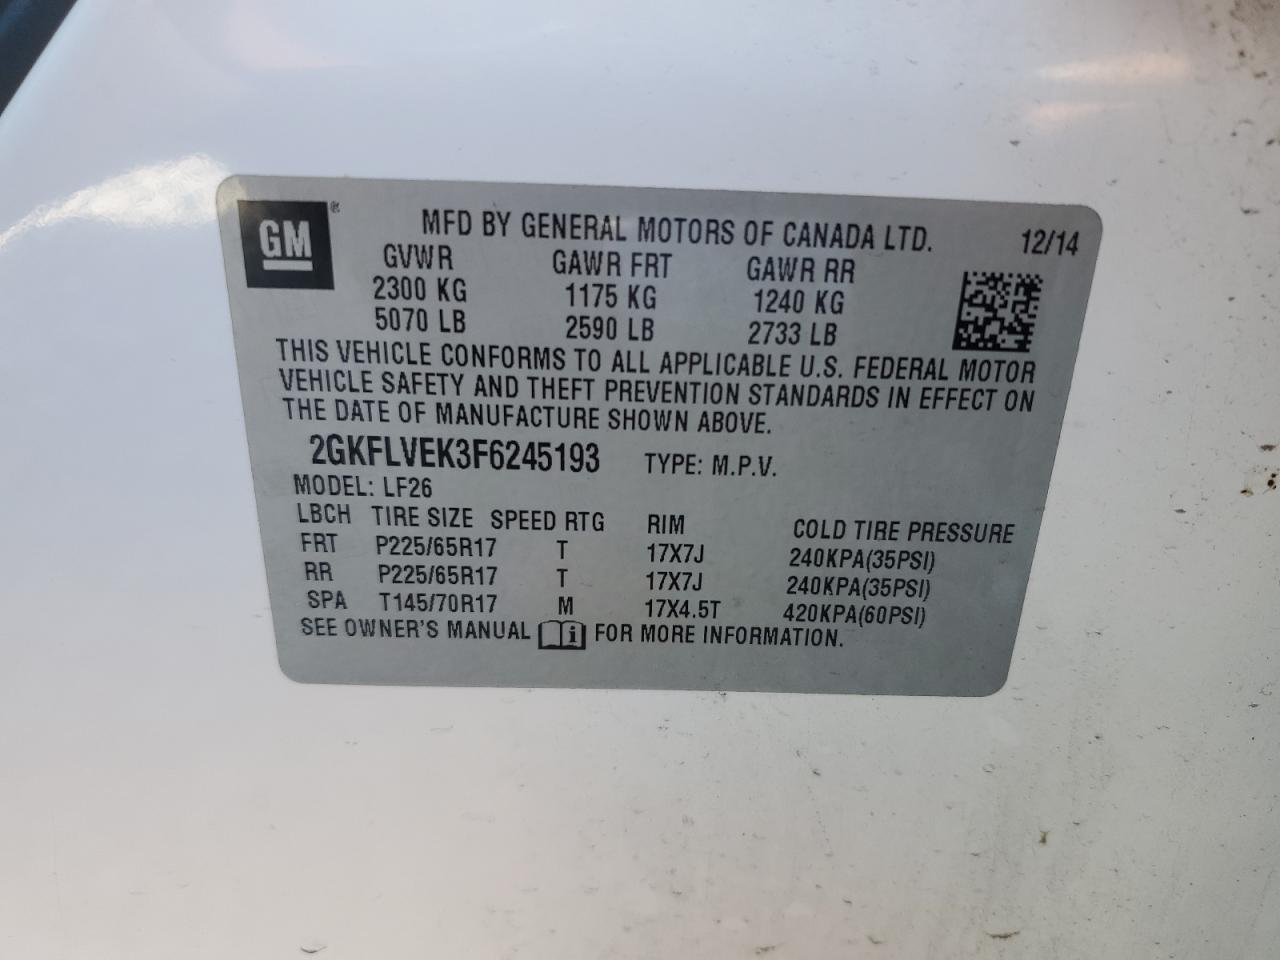 GM®
MFD BY GENERAL MOTORS OF CANADA LTD. 12/14
GVWR GAWR FRT GAWR RR
2300 KG 1175 KG 1240 KG
5070 LB 2590 LB 2733 LB
THIS VEHICLE CONFORMS TO ALL APPLICABLE U.S. FEDERAL MOTOR
VEHICLE SAFETY AND THEFT PREVENTION STANDARDS IN EFFECT ON
THE DATE OF MANUFACTURE SHOWN ABOVE.
2GKFLVEK3F6245193 TYPE: M.P.V.
MODEL: LF26
LBCH TIRE SIZE SPEED RTG RIM COLD TIRE PRESSURE
FRT P225/65R17 T 17X7J 240KPA(35PSI)
RR P225/65R17 T 17X7J 240KPA(35PSI)
SPA T145/70R17 M 17X4.5T 420KPA(60PSI)
SEE OWNER'S MANUAL i FOR MORE INFORMATION.